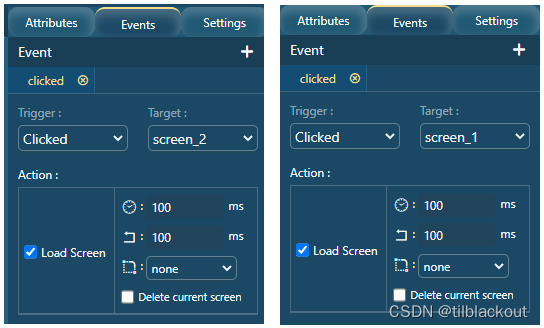 Attributes Events Settings
Event +
clicked
Trigger : Target :
Clicked screen_2
Action :
Load Screen
: 100 ms
: 100 ms
: none
Delete current screen
Attributes Events Settings
Event +
clicked
Trigger : Target :
Clicked screen_1
Action :
Load Screen
: 100 ms
: 100 ms
: none
Delete current screen
CSDN @tilblackout